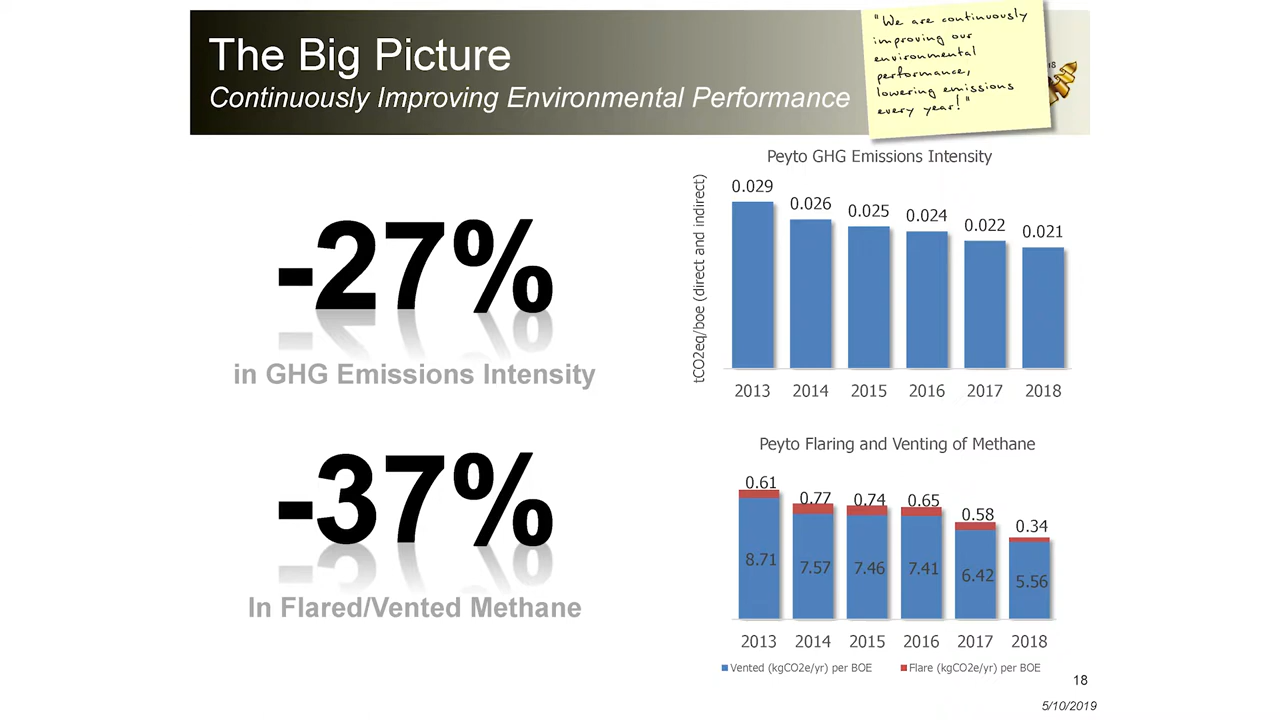 The Big Picture
Continuously Improving Environmental Performance
"We are continuously
improving our
environmental
performance,
lowering emissions
every year!"
18
-27%
in GHG Emissions Intensity
-37%
In Flared/Vented Methane
Peyto GHG Emissions Intensity
tCO2eq/boe (direct and indirect)
0.029
0.026
0.025
0.024
0.022
0.021
2013 2014 2015 2016 2017 2018
Peyto Flaring and Venting of Methane
0.61
0.77
0.74
0.65
0.58
0.34
8.71
7.57
7.46
7.41
6.42
5.56
2013 2014 2015 2016 2017 2018
Vented (kgCO2e/yr) per BOE
Flare (kgCO2e/yr) per BOE
18
5/10/2019